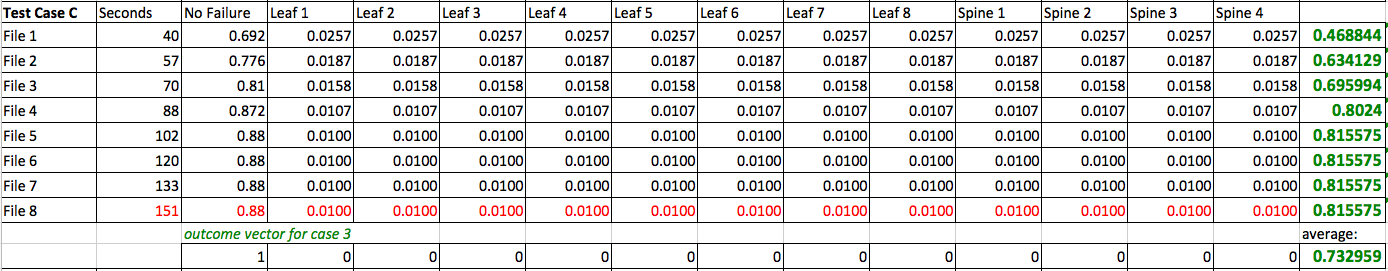 Test Case C Seconds No Failure Leaf 1 Leaf 2 Leaf 3 Leaf 4 Leaf 5 Leaf 6 Leaf 7 Leaf 8 Spine 1 Spine 2 Spine 3 Spine 4
File 1 40 0.692 0.0257 0.0257 0.0257 0.0257 0.0257 0.0257 0.0257 0.0257 0.0257 0.0257 0.0257 0.0257 0.468844
File 2 57 0.776 0.0187 0.0187 0.0187 0.0187 0.0187 0.0187 0.0187 0.0187 0.0187 0.0187 0.0187 0.0187 0.634129
File 3 70 0.81 0.0158 0.0158 0.0158 0.0158 0.0158 0.0158 0.0158 0.0158 0.0158 0.0158 0.0158 0.0158 0.695994
File 4 88 0.872 0.0107 0.0107 0.0107 0.0107 0.0107 0.0107 0.0107 0.0107 0.0107 0.0107 0.0107 0.0107 0.8024
File 5 102 0.88 0.0100 0.0100 0.0100 0.0100 0.0100 0.0100 0.0100 0.0100 0.0100 0.0100 0.0100 0.0100 0.815575
File 6 120 0.88 0.0100 0.0100 0.0100 0.0100 0.0100 0.0100 0.0100 0.0100 0.0100 0.0100 0.0100 0.0100 0.815575
File 7 133 0.88 0.0100 0.0100 0.0100 0.0100 0.0100 0.0100 0.0100 0.0100 0.0100 0.0100 0.0100 0.0100 0.815575
File 8 151 0.88 0.0100 0.0100 0.0100 0.0100 0.0100 0.0100 0.0100 0.0100 0.0100 0.0100 0.0100 0.0100 0.815575
outcome vector for case 3 average:
1 0 0 0 0 0 0 0 0 0 0 0 0 0.732959